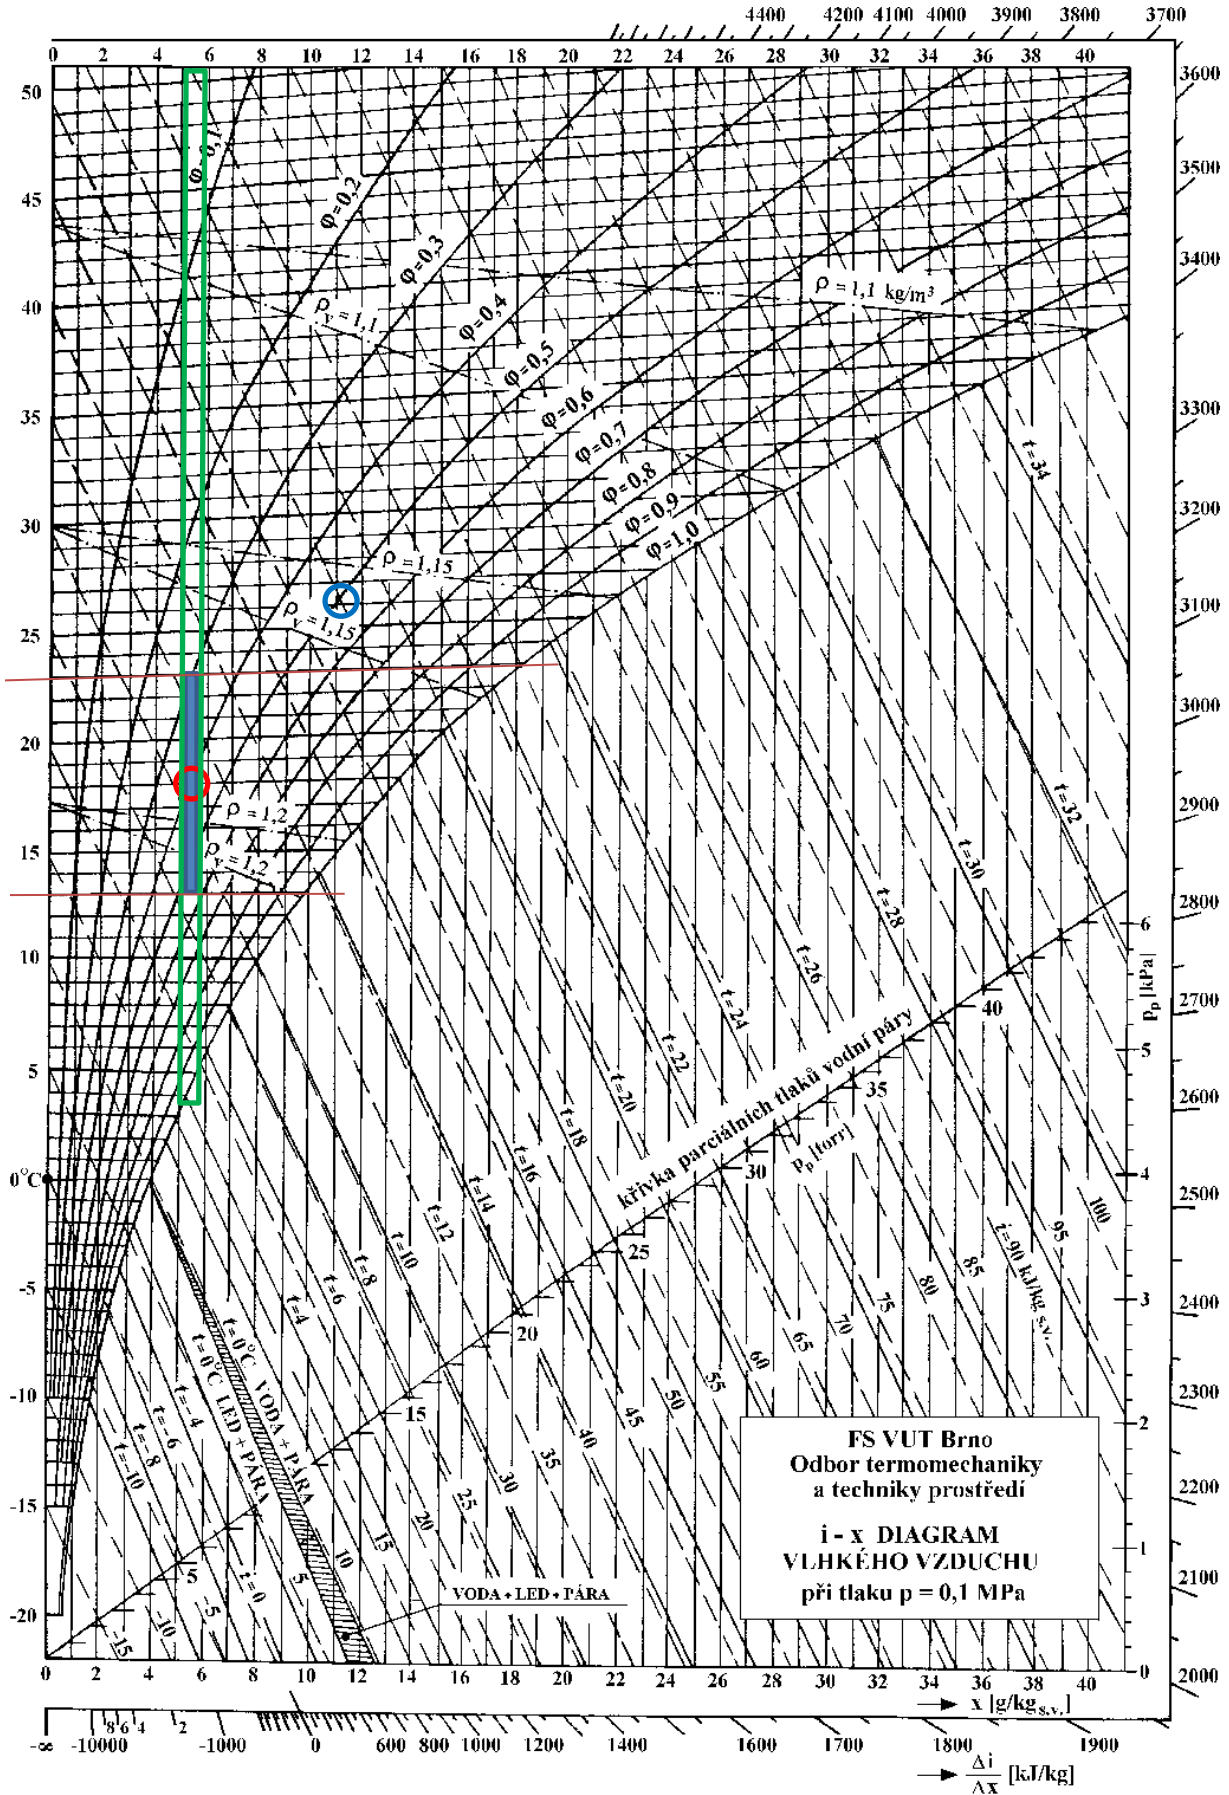 4400 4200 4100 4000 3900 3800 3700
0 2 4 6 8 10 12 14 16 18 20 22 24 26 28 30 32 34 36 38 40
3600
50
φ=0,1
3500
45
φ=0,2
φ=0,3
3400
40
ρv=1,1
ρ=1,1 kg/m³
φ=0,4
φ=0,5
φ=0,6
φ=0,7
φ=0,8
φ=0,9
φ=1,0
35
3300
t=34
3200
30
ρ=1,15
ρv=1,15
3100
25
3000
20
2900
t=32
ρ=1,2
ρv=1,2
15
t=30
2800
t=28
6
10
t=26
pp [kPa]
40
2700
t=24
křivka parciálních tlaků vodní páry
5
t=22
35
5
2600
t=20
t=18
pp [torr]
30
t=16
4
0°C
t=14
2500
100
t=12
25
95
t=10
i=90 kJ/kg s.v.
t=8
85
-5
t=6
80
3
2400
t=4
75
20
70
t=0°C VODA+PÁRA
t=0°C LED+PÁRA
65
60
55
-10
t=-4
50
2300
15
45
t=-6
2
t=-8
40
t=-10
35
30
-15
25
2200
20
15
10
5
1
5
i=0
-5
-10
-15
2100
-20
VODA+LED+PÁRA
FS VUT Brno
Odbor termomechaniky
a techniky prostředí
i - x DIAGRAM
VLHKÉHO VZDUCHU
při tlaku p = 0,1 MPa
0
2000
0 2 4 6 8 10 12 14 16 18 20 22 24 26 28 30 32 34 36 38 40
x [g/kg s.v.]
8 6 4 2
-∞ -10000 -1000 0 600 800 1000 1200 1400 1600 1700 1800 1900
Δi/Δx [kJ/kg]